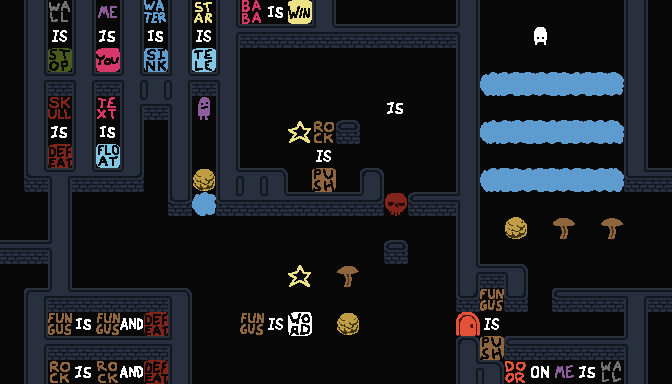 WALL IS STOP
ME IS YOU
WATER IS SINK
STAR IS TELE
BABA IS WIN
SKULL IS DEFEAT
TEXT IS FLOAT
IS
ROCK IS PUSH
FUNGUS IS FUNGUS AND DEFEAT
FUNGUS IS WORD
FUNGUS IS PUSH
ROCK IS ROCK AND DEFEAT
DOOR ON ME IS WALL